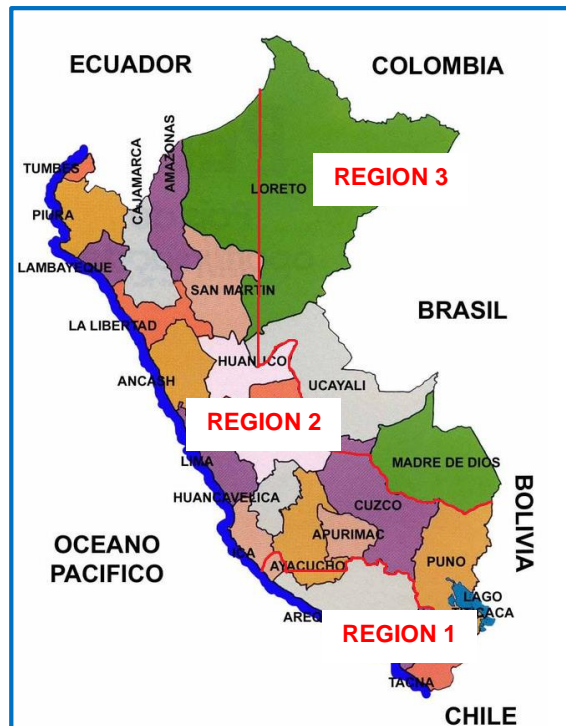 ECUADOR
COLOMBIA
TUMBES
CAJAMARCA
AMAZONAS
REGION 3
LORETO
PIURA
LAMBAYEQUE
SAN MARTIN
BRASIL
LA LIBERTAD
HUANUCO
ANCASH
UCAYALI
REGION 2
LIMA
MADRE DE DIOS
HUANCAVELICA
CUZCO
BOLIVIA
OCEANO
PACIFICO
APURIMAC
ICA
AYACUCHO
PUNO
LAGO
REGION 1
TACNA
CHILE